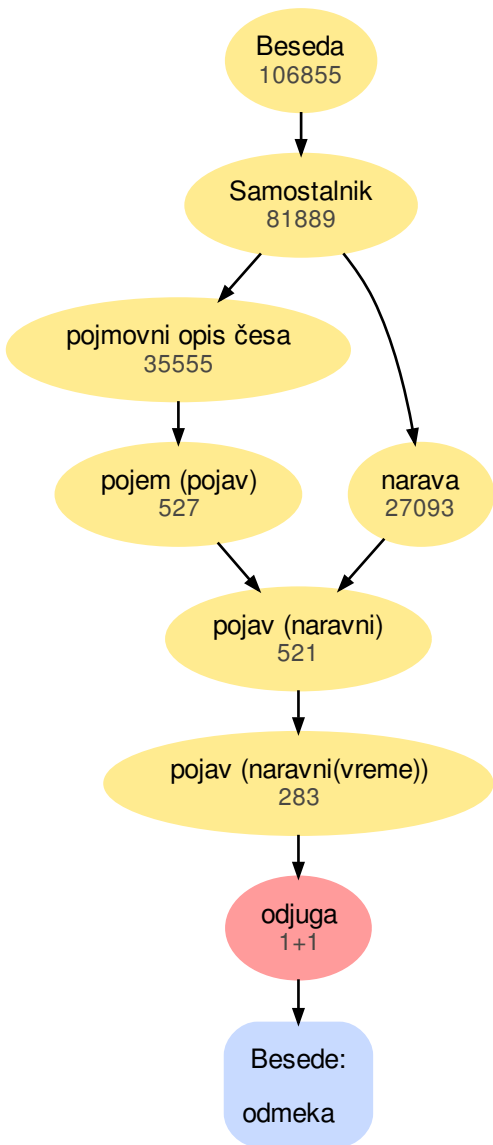 Beseda
106855
Samostalnik
81889
pojmovni opis česa
35555
pojem (pojav)
527
narava
27093
pojav (naravni)
521
pojav (naravni(vreme))
283
odjuga
1+1
Besede:
odmeka